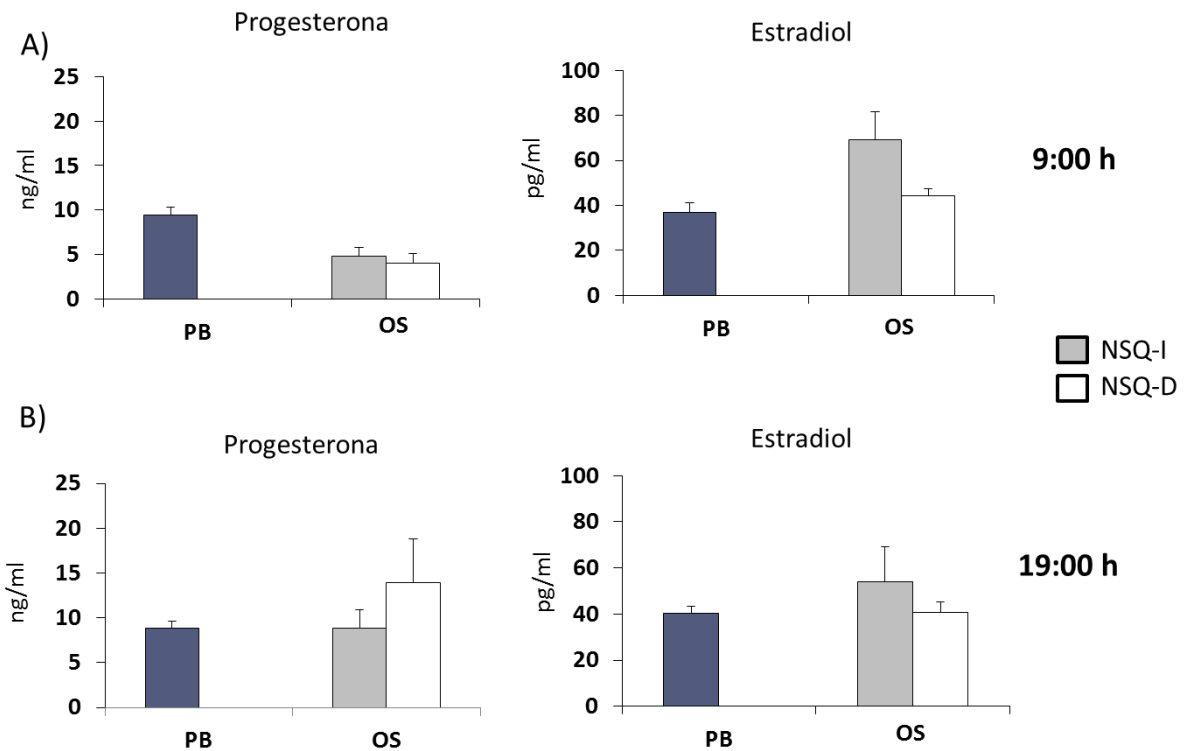 A)
Progesterona
25
20
15
10
5
0
ng/ml
PB
OS
Estradiol
100
80
60
40
20
0
pg/ml
PB
OS
9:00 h
NSQ-I
NSQ-D
B)
Progesterona
25
20
15
10
5
0
ng/ml
PB
OS
Estradiol
100
80
60
40
20
0
pg/ml
PB
OS
19:00 h